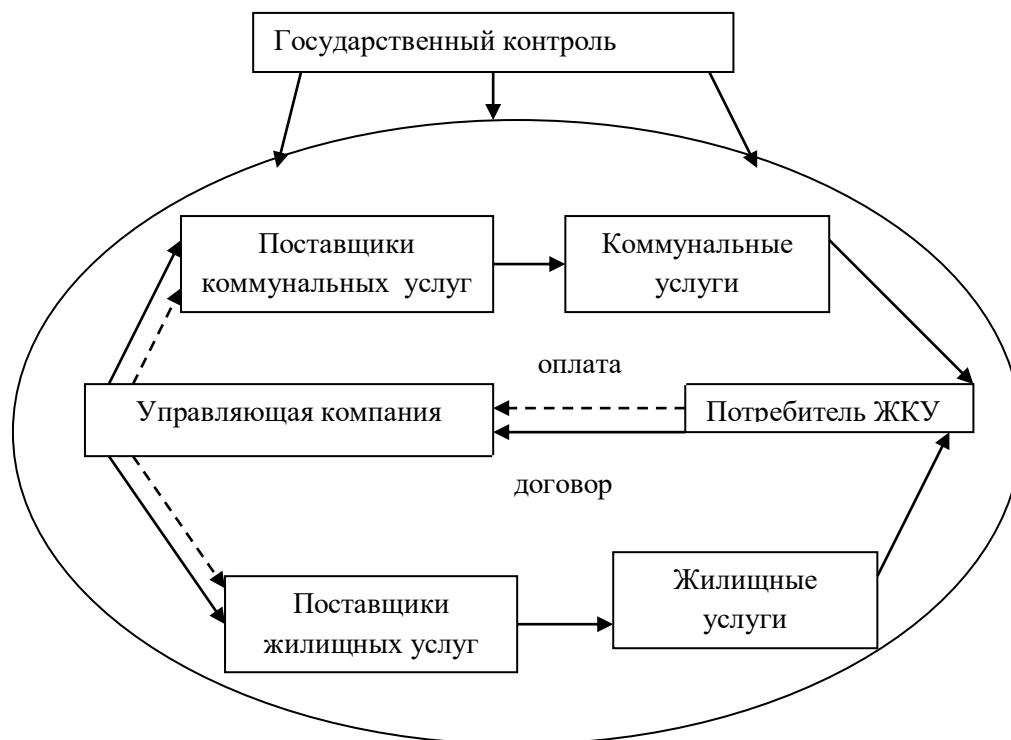 Государственный контроль
Поставщики
коммунальных услуг
Коммунальные
услуги
оплата
Управляющая компания
Потребитель ЖКУ
договор
Поставщики
жилищных услуг
Жилищные
услуги